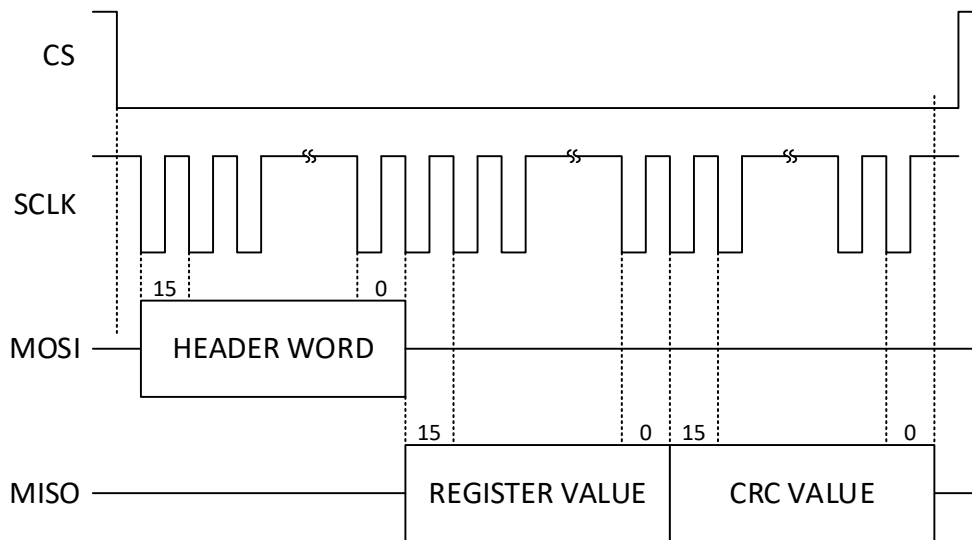 CS
SCLK
15 0
MOSI HEADER WORD
15 0 15 0
MISO REGISTER VALUE CRC VALUE